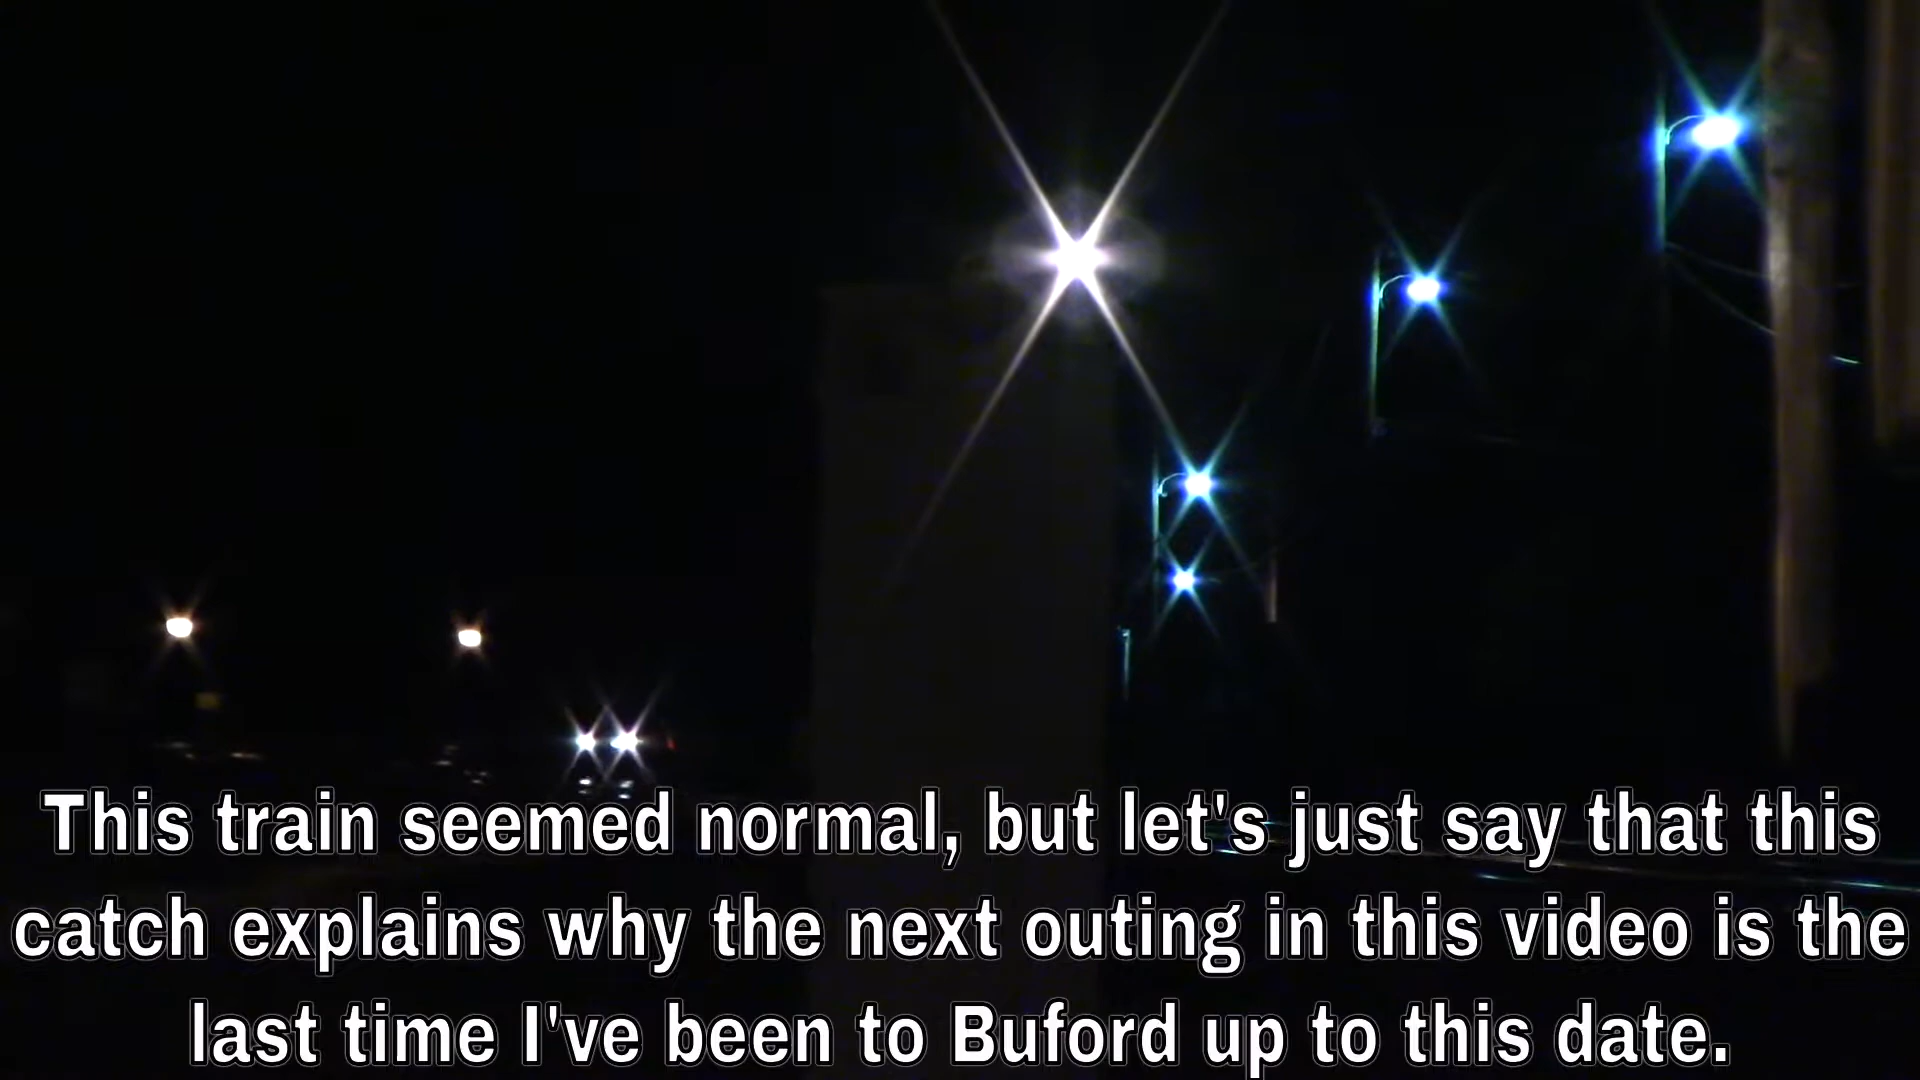 This train seemed normal, but let's just say that this
catch explains why the next outing in this video is the
last time I've been to Buford up to this date.